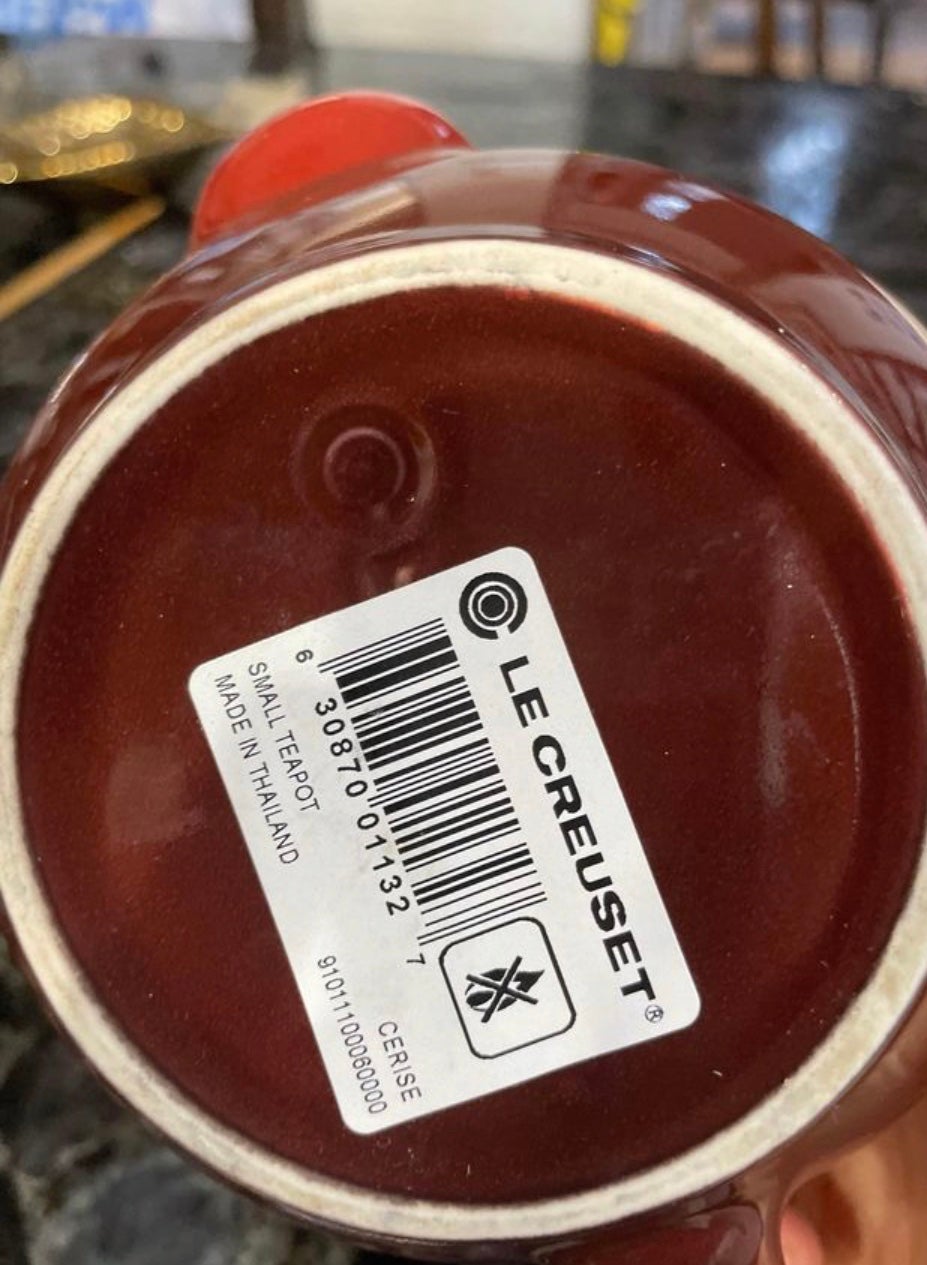 LE CREUSET®
6 30870 01132 7
SMALL TEAPOT
MADE IN THAILAND
CERISE
91011100060000